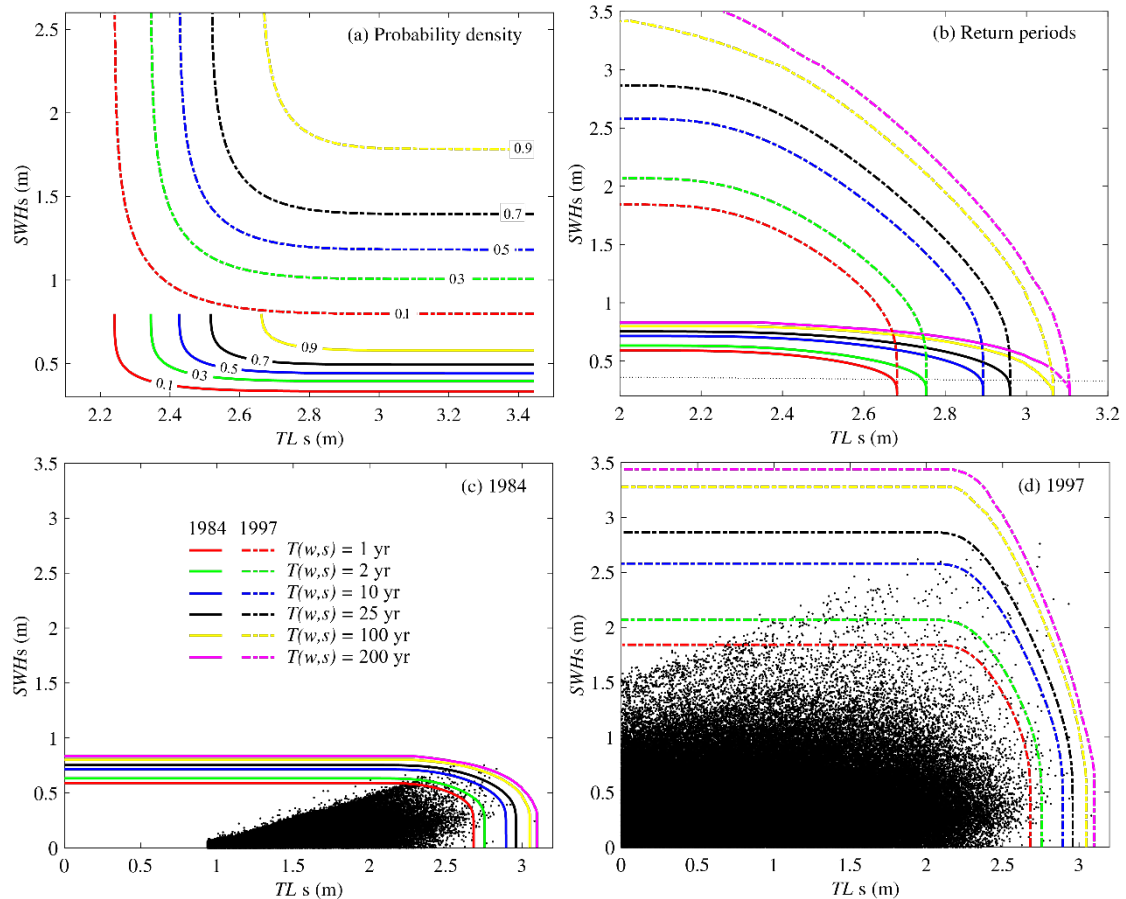 (a) Probability density
2.5
2
1.5
1
0.5
SWHs (m)
0.9
0.7
0.5
0.3
0.1
0.9
0.7
0.5
0.3
0.1
2.2 2.4 2.6 2.8 3 3.2 3.4
TL s (m)
(b) Return periods
3.5
3
2.5
2
1.5
1
0.5
SWHs (m)
2 2.2 2.4 2.6 2.8 3 3.2
TL s (m)
(c) 1984
3.5
3
2.5
2
1.5
1
0.5
0
SWHs (m)
1984 1997
T(w,s) = 1 yr
T(w,s) = 2 yr
T(w,s) = 10 yr
T(w,s) = 25 yr
T(w,s) = 100 yr
T(w,s) = 200 yr
0 0.5 1 1.5 2 2.5 3
TL s (m)
(d) 1997
3.5
3
2.5
2
1.5
1
0.5
0
SWHs (m)
0 0.5 1 1.5 2 2.5 3
TL s (m)